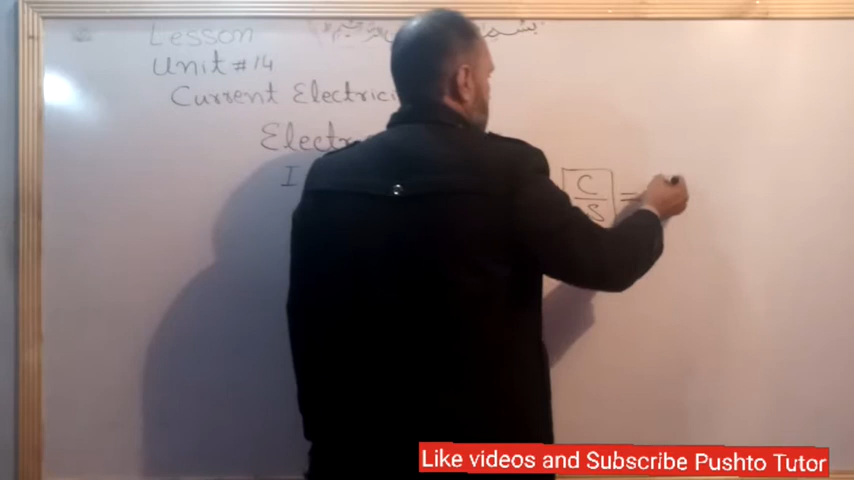 Lesson
Unit #14
Current Electrici
Electr
I
C
S
=
Like videos and Subscribe Pushto Tutor